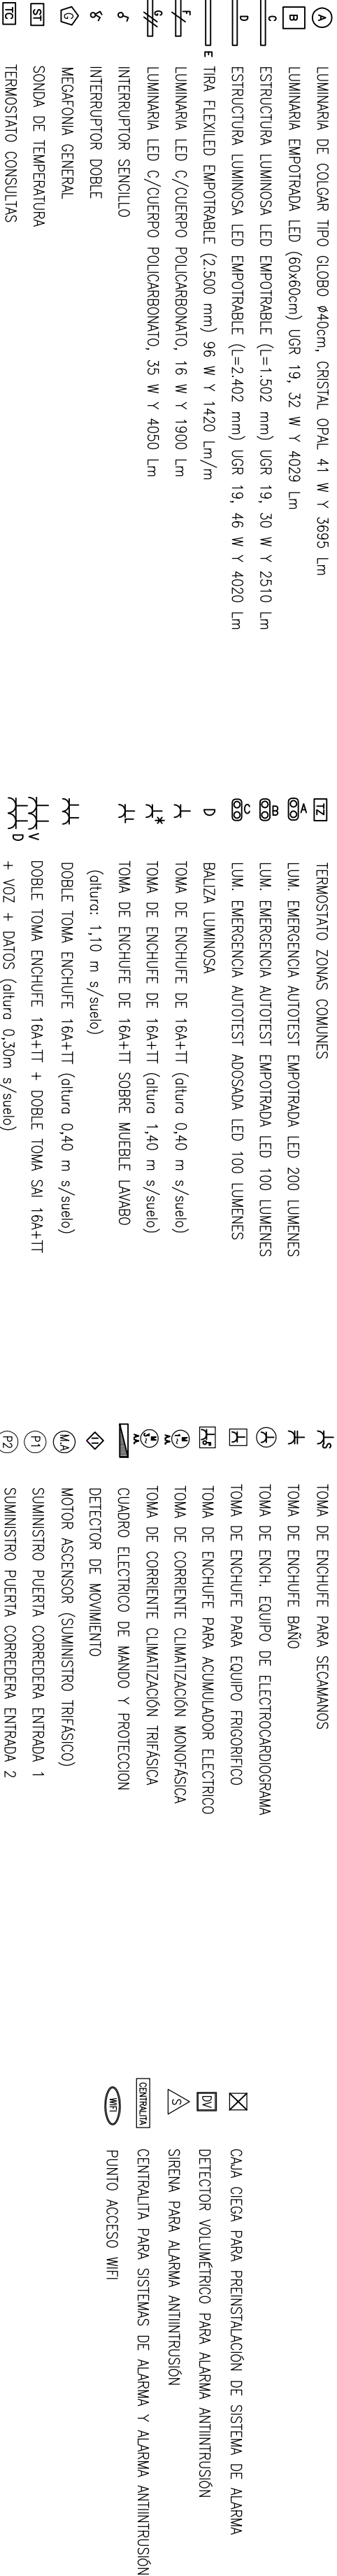 A LUMINARIA DE COLGAR TIPO GLOBO ø40cm, CRISTAL OPAL 41 W Y 3695 Lm
B LUMINARIA EMPOTRADA LED (60x60cm) UGR 19, 32 W Y 4029 Lm
C ESTRUCTURA LUMINOSA LED EMPOTRABLE (L=1.502 mm) UGR 19, 30 W Y 2510 Lm
D ESTRUCTURA LUMINOSA LED EMPOTRABLE (L=2.402 mm) UGR 19, 46 W Y 4020 Lm
E TIRA FLEXILED EMPOTRABLE (2.500 mm) 96 W Y 1420 Lm/m
F LUMINARIA LED C/CUERPO POLICARBONATO, 16 W Y 1900 Lm
G LUMINARIA LED C/CUERPO POLICARBONATO, 35 W Y 4050 Lm
INTERRUPTOR SENCILLO
INTERRUPTOR DOBLE
G MEGAFONIA GENERAL
ST SONDA DE TEMPERATURA
TC TERMOSTATO CONSULTAS
TZ TERMOSTATO ZONAS COMUNES
A LUM. EMERGENCIA AUTOTEST EMPOTRADA LED 200 LUMENES
B LUM. EMERGENCIA AUTOTEST EMPOTRADA LED 100 LUMENES
C LUM. EMERGENCIA AUTOTEST ADOSADA LED 100 LUMENES
BALIZA LUMINOSA
TOMA DE ENCHUFE DE 16A+TT (altura 0,40 m s/suelo)
* TOMA DE ENCHUFE DE 16A+TT (altura 1,40 m s/suelo)
L TOMA DE ENCHUFE DE 16A+TT SOBRE MUEBLE LAVABO
(altura: 1,10 m s/suelo)
DOBLE TOMA ENCHUFE 16A+TT (altura 0,40 m s/suelo)
V DOBLE TOMA ENCHUFE 16A+TT + DOBLE TOMA SAI 16A+TT
D + VOZ + DATOS (altura 0,30m s/suelo)
S TOMA DE ENCHUFE PARA SECAMANOS
TOMA DE ENCHUFE BAÑO
TOMA DE ENCH. EQUIPO DE ELECTROCARDIOGRAMA
TOMA DE ENCHUFE PARA EQUIPO FRIGORIFICO
TOMA DE ENCHUFE PARA ACUMULADOR ELECTRICO
M 1~ AA TOMA DE CORRIENTE CLIMATIZACIÓN MONOFÁSICA
M 3~ AA TOMA DE CORRIENTE CLIMATIZACIÓN TRIFÁSICA
CUADRO ELECTRICO DE MANDO Y PROTECCION
DETECTOR DE MOVIMIENTO
M.A MOTOR ASCENSOR (SUMINISTRO TRIFÁSICO)
P1 SUMINISTRO PUERTA CORREDERA ENTRADA 1
P2 SUMINISTRO PUERTA CORREDERA ENTRADA 2
CAJA CIEGA PARA PREINSTALACIÓN DE SISTEMA DE ALARMA
DV DETECTOR VOLUMÉTRICO PARA ALARMA ANTIINTRUSIÓN
S SIRENA PARA ALARMA ANTIINTRUSIÓN
CENTRALITA CENTRALITA PARA SISTEMAS DE ALARMA Y ALARMA ANTIINTRUSIÓN
WIFI PUNTO ACCESO WIFI